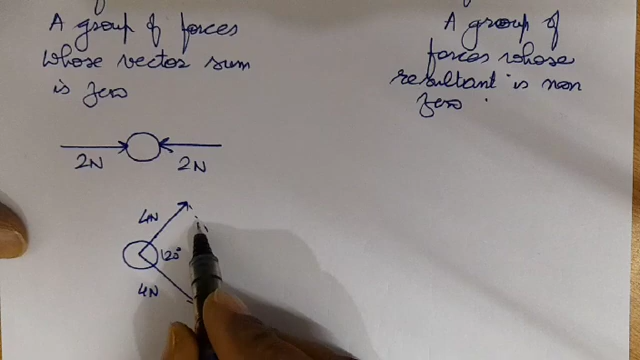 A group of forces
whose vector sum
is zero
A group of
forces whose
resultant is non
zero.
2N
2N
4N
120°
4N